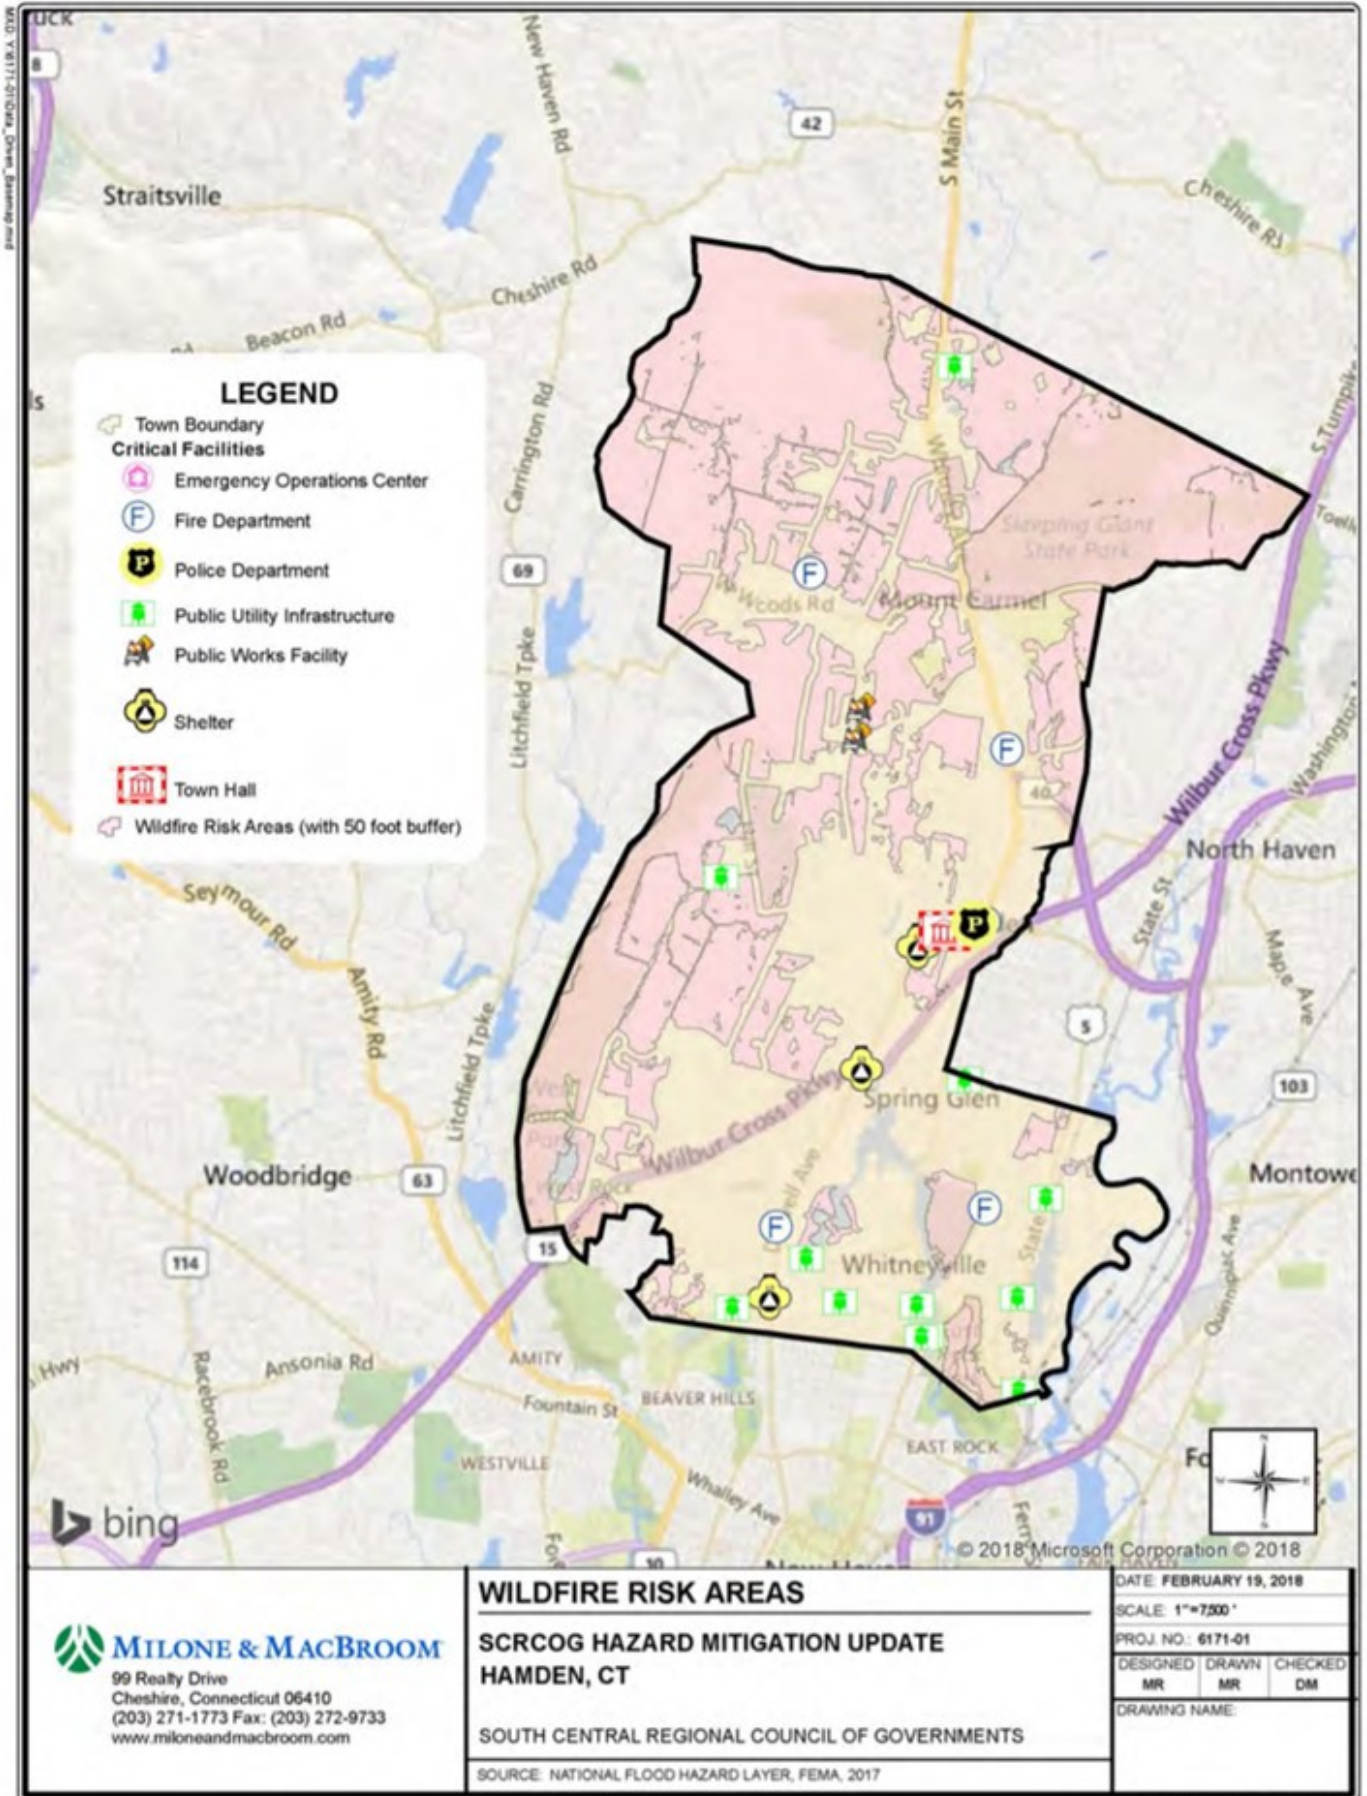 8
42
New Haven Rd
S Main St
Straitsville
Cheshire Rd
Cheshire Rd
Beacon Rd
Carrington Rd
LEGEND
Town Boundary
Critical Facilities
Emergency Operations Center
F Fire Department
P Police Department
Public Utility Infrastructure
Public Works Facility
Shelter
Town Hall
Wildfire Risk Areas (with 50 foot buffer)
69
Litchfield Tpke
Sleeping Giant
State Park
F
W Woods Rd
Mount Carmel
F
40
Wilbur Cross Pkwy
Washington
North Haven
State St
Maple Ave
Seymour Rd
Amity Rd
Litchfield Tpke
P
5
103
Spring Glen
Wilbur Cross Pkwy
Woodbridge
63
Rock
Montowe
114
15
F
F
State
Whitneyville
Quinnipiac Ave
Hwy
Racebrook Rd
Ansonia Rd
AMITY
Fountain St
BEAVER HILLS
WESTVILLE
Whalley Ave
EAST ROCK
bing
91
10
New Haven
N
© 2018 Microsoft Corporation © 2018
MILONE & MACBROOM
99 Realty Drive
Cheshire, Connecticut 06410
(203) 271-1773 Fax: (203) 272-9733
www.miloneandmacbroom.com
WILDFIRE RISK AREAS
SCRCOG HAZARD MITIGATION UPDATE
HAMDEN, CT
SOUTH CENTRAL REGIONAL COUNCIL OF GOVERNMENTS
SOURCE: NATIONAL FLOOD HAZARD LAYER, FEMA, 2017
DATE: FEBRUARY 19, 2018
SCALE: 1"=7,500 '
PROJ. NO.: 6171-01
DESIGNED DRAWN CHECKED
MR MR DM
DRAWING NAME: